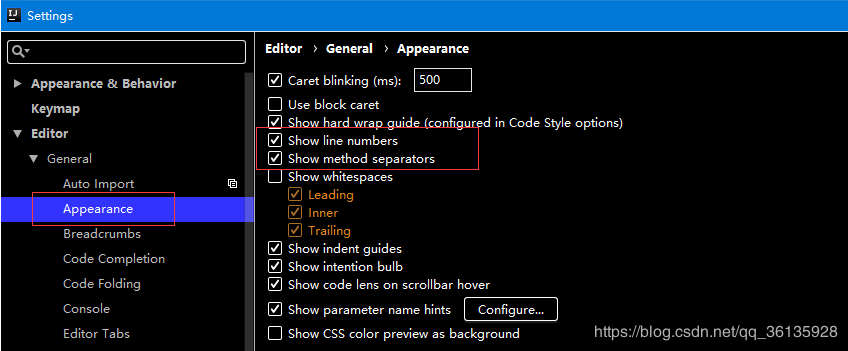 Settings
Appearance & Behavior
Keymap
Editor
General
Auto Import
Appearance
Breadcrumbs
Code Completion
Code Folding
Console
Editor Tabs
Editor › General › Appearance
Caret blinking (ms): 500
Use block caret
Show hard wrap guide (configured in Code Style options)
Show line numbers
Show method separators
Show whitespaces
Leading
Inner
Trailing
Show indent guides
Show intention bulb
Show code lens on scrollbar hover
Show parameter name hints Configure...
Show CSS color preview as background
https://blog.csdn.net/qq_36135928